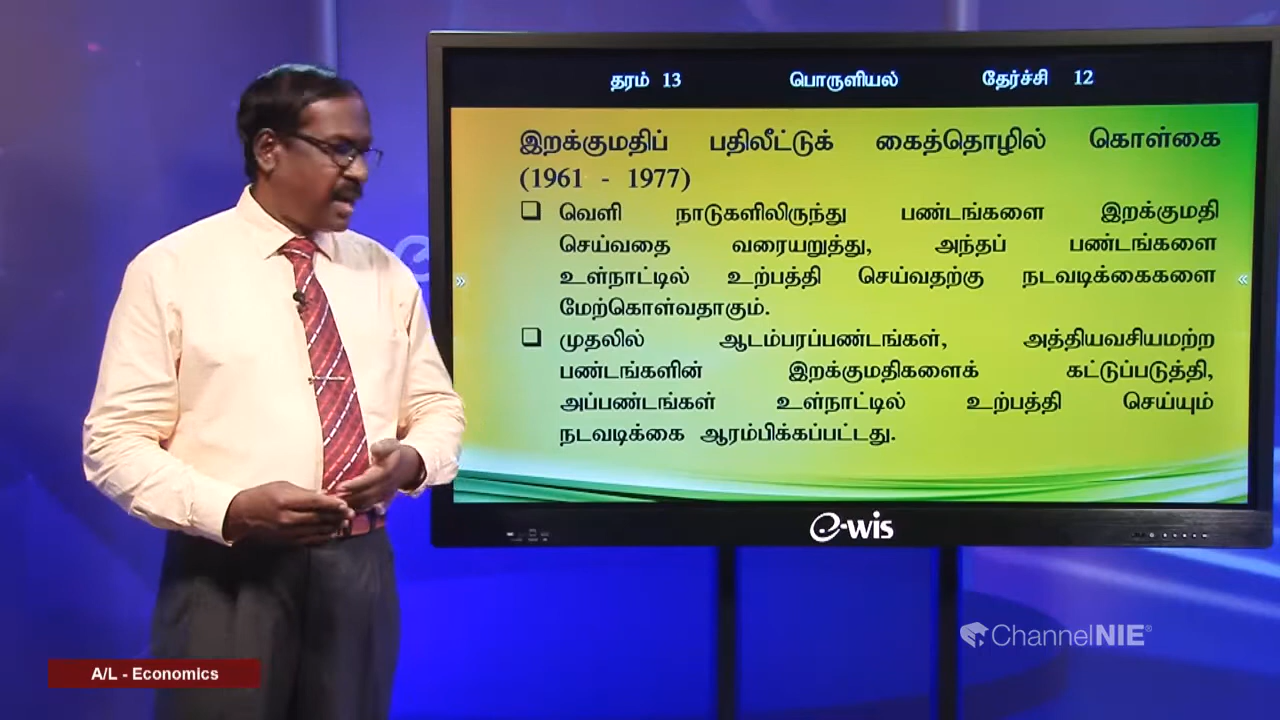 தரம் 13 பொருளியல் தேர்ச்சி 12
இறக்குமதிப் பதிலீட்டுக் கைத்தொழில் கொள்கை
(1961 - 1977)
வெளி நாடுகளிலிருந்து பண்டங்களை இறக்குமதி
செய்வதை வரையறுத்து, அந்தப் பண்டங்களை
உள்நாட்டில் உற்பத்தி செய்வதற்கு நடவடிக்கைகளை
மேற்கொள்வதாகும்.
முதலில் ஆடம்பரப்பண்டங்கள், அத்தியவசியமற்ற
பண்டங்களின் இறக்குமதிகளைக் கட்டுப்படுத்தி,
அப்பண்டங்கள் உள்நாட்டில் உற்பத்தி செய்யும்
நடவடிக்கை ஆரம்பிக்கப்பட்டது.
e-wis
ChannelNIE
A/L - Economics